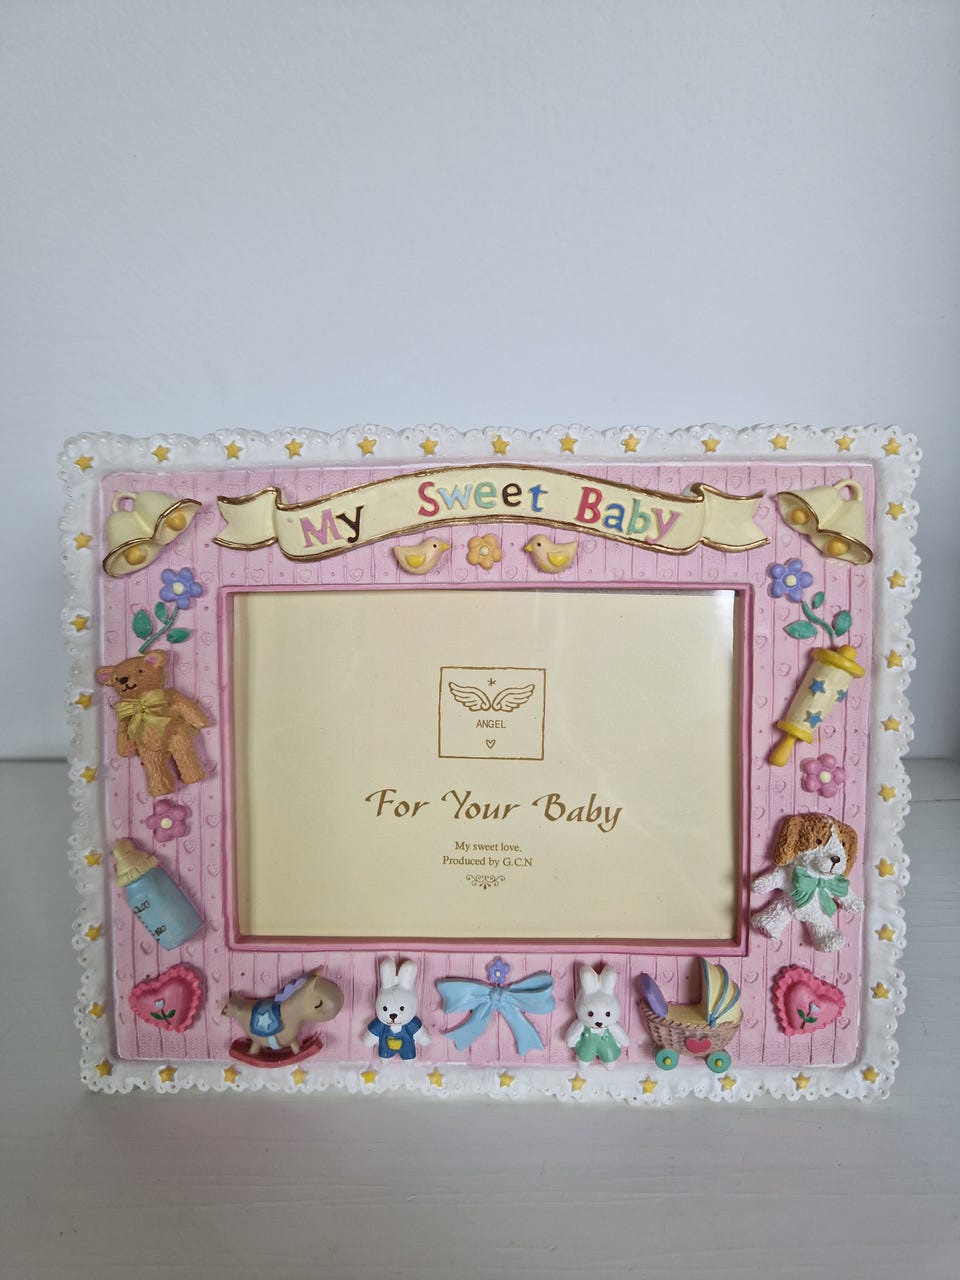 My Sweet Baby
ANGEL
For Your Baby
My sweet love,
Produced by G.C.N